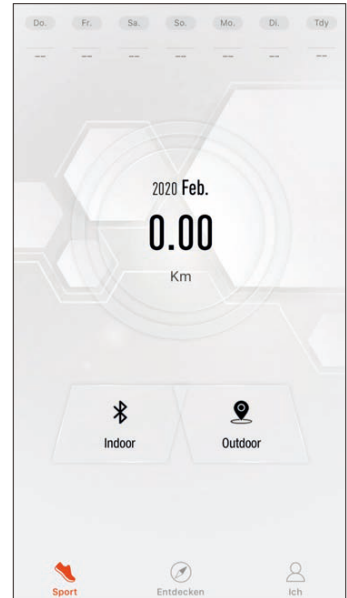 Do. Fr. Sa. So. Mo. Di. Tdy
-- -- -- -- -- -- --
2020 Feb.
0.00
Km
Indoor Outdoor
Sport Entdecken Ich